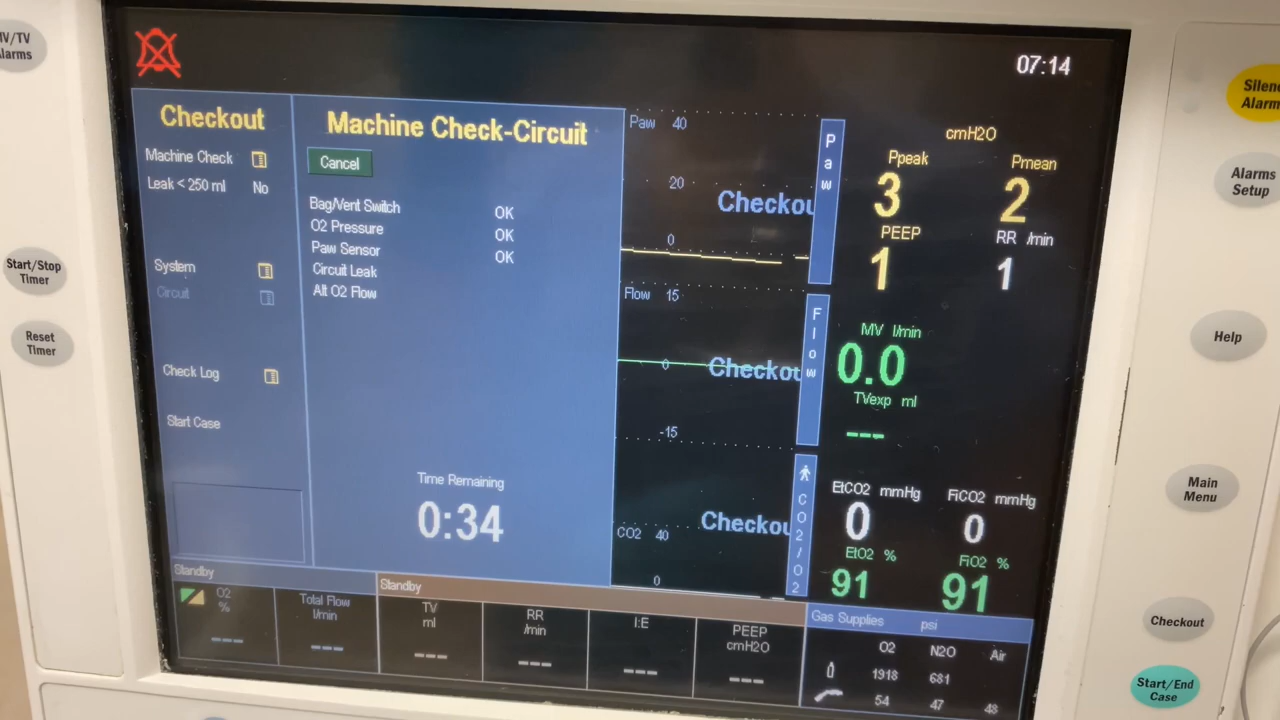 MV/TV
Alarms
Start/Stop
Timer
Reset
Timer
07:14
Checkout
Machine Check
Leak < 250 ml No
System
Circuit
Check Log
Start Case
Machine Check-Circuit
Cancel
Bag/Vent Switch OK
O2 Pressure OK
Paw Sensor OK
Circuit Leak
Alt O2 Flow
Time Remaining
0:34
Paw 40
20
0
Checkou
Paw
Flow 15
0
-15
Checkou
Flow
CO2 40
0
Checkou
CO2/O2
cmH2O
Ppeak Pmean
3 2
PEEP RR /min
1 1
MV l/min
0.0
TVexp ml
---
EtCO2 mmHg FiCO2 mmHg
0 0
EtO2 % FiO2 %
91 91
Standby
O2
%
---
Total Flow
l/min
---
Standby
TV
ml
---
RR
/min
---
I:E
---
PEEP
cmH2O
---
Gas Supplies psi
O2 N2O Air
1918 681
54 47 48
Silence
Alarms
Alarms
Setup
Help
Main
Menu
Checkout
Start/End
Case